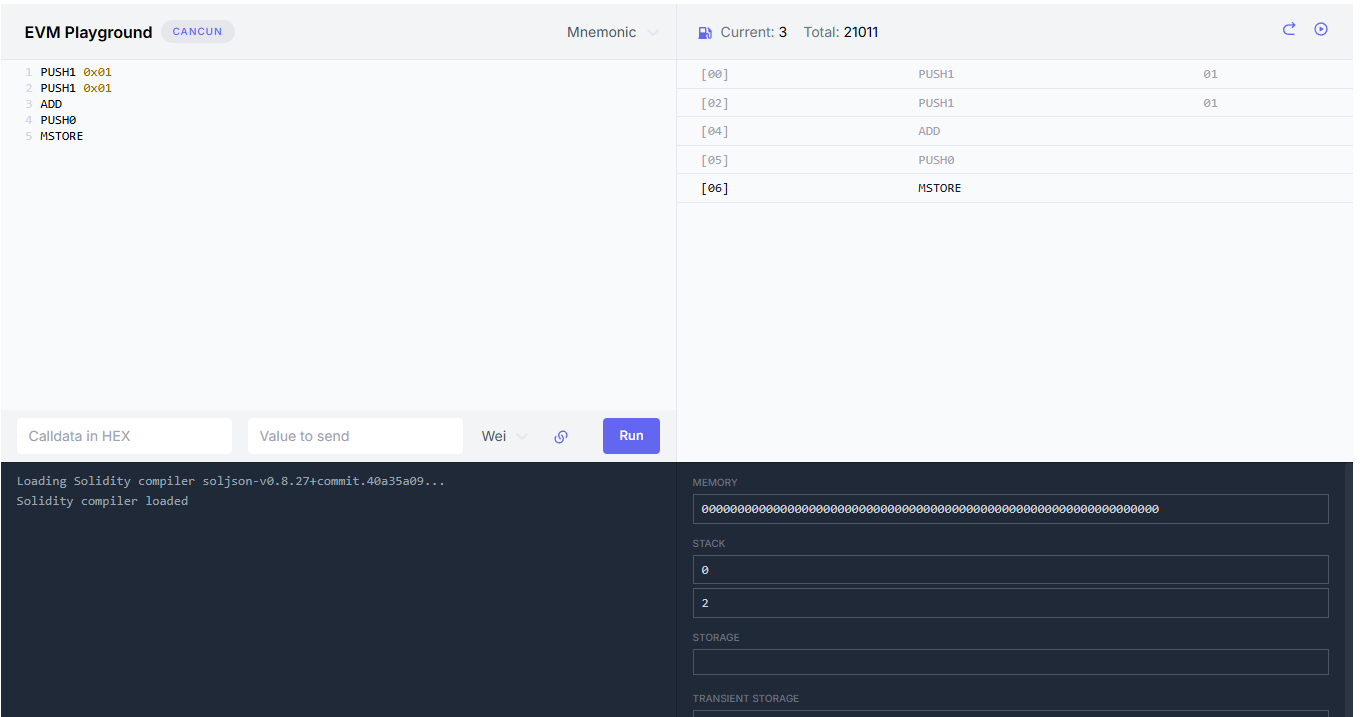 EVM Playground CANCUN Mnemonic
1 PUSH1 0x01
2 PUSH1 0x01
3 ADD
4 PUSH0
5 MSTORE
Calldata in HEX Value to send Wei Run
Current: 3 Total: 21011
[00] PUSH1 01
[02] PUSH1 01
[04] ADD
[05] PUSH0
[06] MSTORE
Loading Solidity compiler soljson-v0.8.27+commit.40a35a09...
Solidity compiler loaded
MEMORY
0000000000000000000000000000000000000000000000000000000000000000
STACK
0
2
STORAGE
TRANSIENT STORAGE